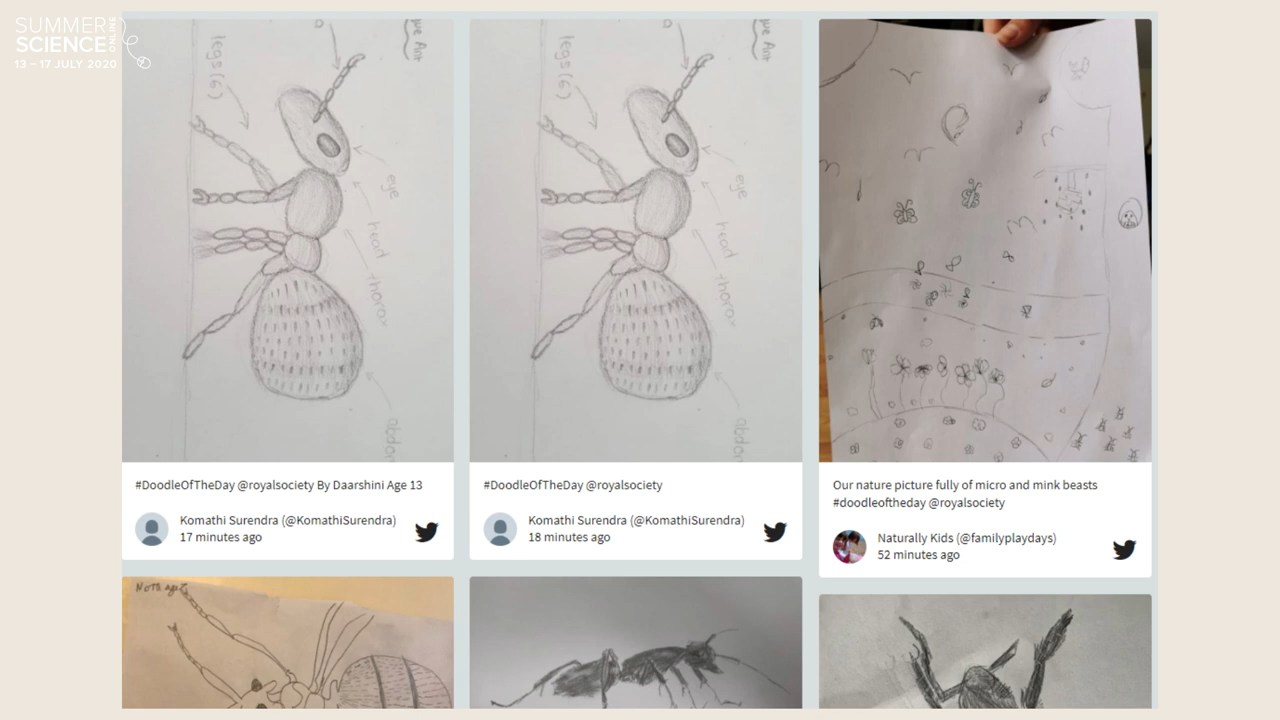 SUMMER
SCIENCE
ONLINE
13 – 17 JULY 2020
legs(6)
eye
head
thorax
legs(6)
eye
head
thorax
#DoodleOfTheDay @royalsociety By Daarshini Age 13
Komathi Surendra (@KomathiSurendra)
17 minutes ago
#DoodleOfTheDay @royalsociety
Komathi Surendra (@KomathiSurendra)
18 minutes ago
Our nature picture fully of micro and mink beasts
#doodleoftheday @royalsociety
Naturally Kids (@familyplaydays)
52 minutes ago